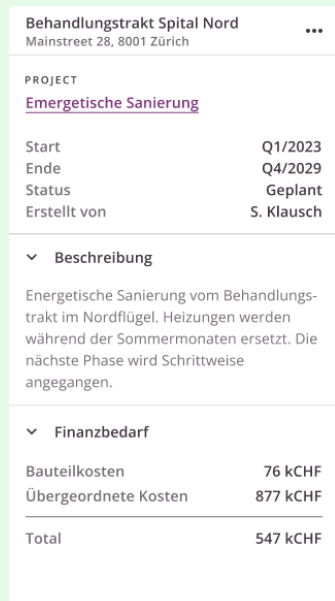 Behandlungstrakt Spital Nord
Mainstreet 28, 8001 Zürich
PROJECT
Emergetische Sanierung
Start Q1/2023
Ende Q4/2029
Status Geplant
Erstellt von S. Klausch
Beschreibung
Energetische Sanierung vom Behandlungs-
trakt im Nordflügel. Heizungen werden
während der Sommermonaten ersetzt. Die
nächste Phase wird Schrittweise
angegangen.
Finanzbedarf
Bauteilkosten 76 kCHF
Übergeordnete Kosten 877 kCHF
Total 547 kCHF